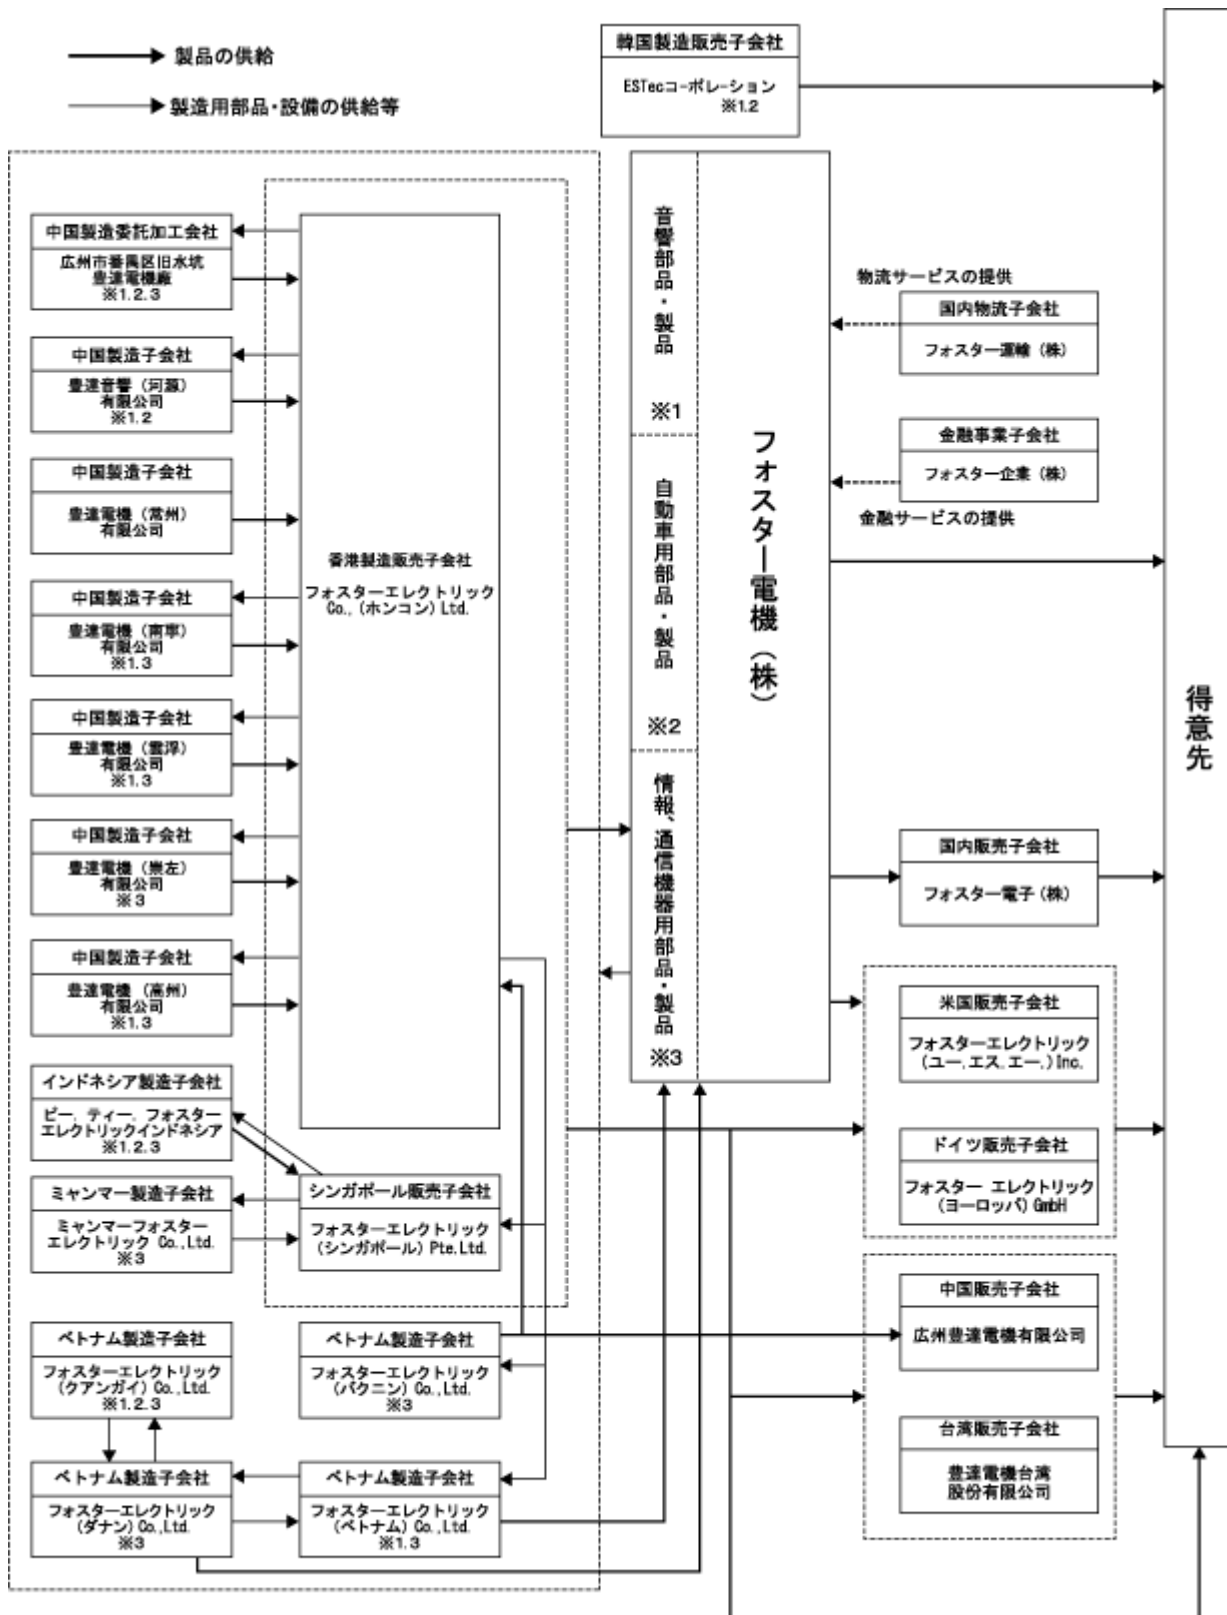 製品の供給
製造用部品・設備の供給等
韓国製造販売子会社
ESTecコ-ポレ-ション
※1.2
中国製造委託加工会社
広州市番禺区旧水坑
豊達電機廠
※1.2.3
中国製造子会社
豊達音響（河源）
有限公司
※1.2
中国製造子会社
豊達電機（常州）
有限公司
中国製造子会社
豊達電機（南寧）
有限公司
※1.3
中国製造子会社
豊達電機（雲浮）
有限公司
※1.3
中国製造子会社
豊達電機（崇左）
有限公司
※3
中国製造子会社
豊達電機（高州）
有限公司
※1.3
インドネシア製造子会社
ピー．ティー．フォスター
エレクトリックインドネシア
※1.2.3
ミャンマー製造子会社
ミャンマーフォスター
エレクトリック Co.,Ltd.
※3
ベトナム製造子会社
フォスターエレクトリック
(クアンガイ) Co.,Ltd.
※1.2.3
ベトナム製造子会社
フォスターエレクトリック
(ダナン) Co.,Ltd.
※3
香港製造販売子会社
フォスターエレクトリック
Co., (ホンコン) Ltd.
シンガポール販売子会社
フォスターエレクトリック
(シンガポール) Pte.Ltd.
ベトナム製造子会社
フォスターエレクトリック
(バクニン) Co.,Ltd.
※3
ベトナム製造子会社
フォスターエレクトリック
(ベトナム) Co.,Ltd.
※1.3
音響部品・製品
※1
自動車用部品・製品
※2
情報、通信機器用部品・製品
※3
フォスター電機（株）
物流サービスの提供
国内物流子会社
フォスター運輸（株）
金融事業子会社
フォスター企業（株）
金融サービスの提供
国内販売子会社
フォスター電子（株）
米国販売子会社
フォスターエレクトリック
(ユー．エス．エー．) Inc.
ドイツ販売子会社
フォスター エレクトリック
(ヨーロッパ) GmbH
中国販売子会社
広州豊達電機有限公司
台湾販売子会社
豊達電機台湾
股份有限公司
得意先